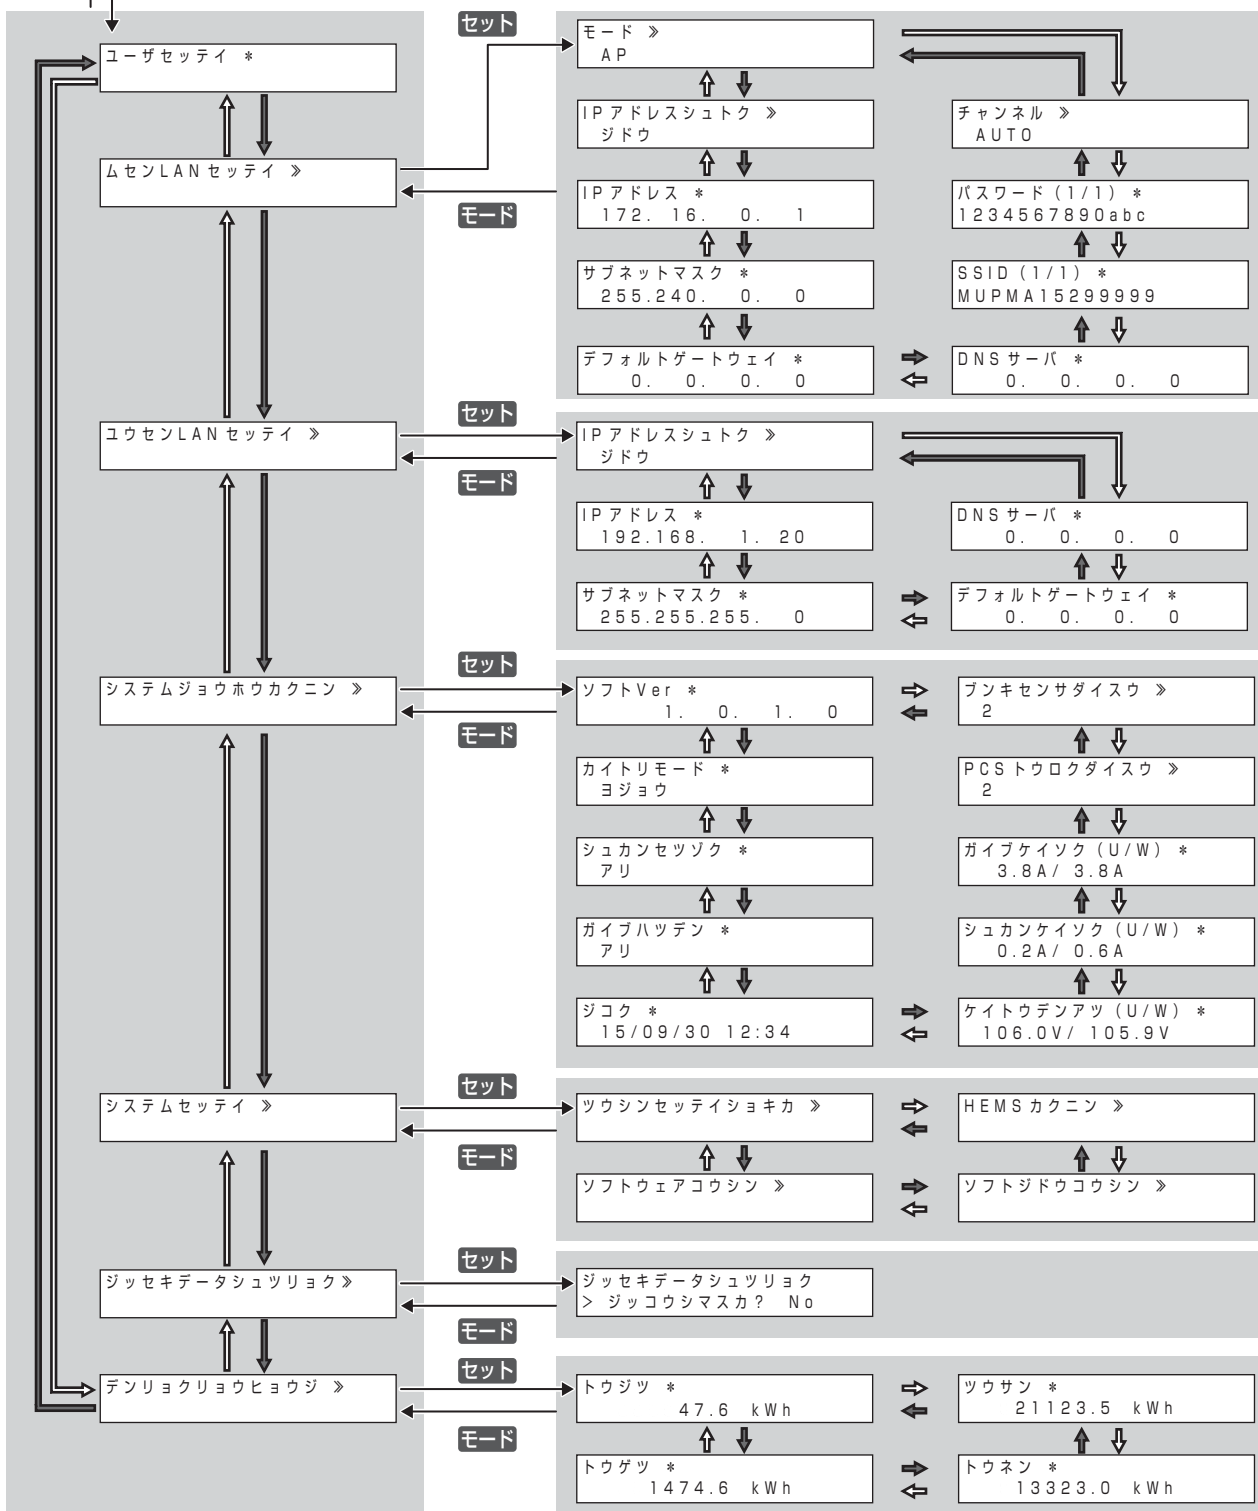 ユーザセッテイ *
ムセンLANセッテイ 》
セット
モード
モード 》
AP
IPアドレスシュトク 》
ジドウ
IPアドレス *
172. 16. 0. 1
サブネットマスク *
255.240. 0. 0
デフォルトゲートウェイ *
0. 0. 0. 0
チャンネル 》
AUTO
パスワード(1/1) *
1234567890abc
SSID(1/1) *
MUPMA15299999
DNSサーバ *
0. 0. 0. 0
ユウセンLANセッテイ 》
セット
モード
IPアドレスシュトク 》
ジドウ
IPアドレス *
192.168. 1. 20
サブネットマスク *
255.255.255. 0
DNSサーバ *
0. 0. 0. 0
デフォルトゲートウェイ *
0. 0. 0. 0
システムジョウホウカクニン 》
セット
モード
ソフトVer *
1. 0. 1. 0
カイトリモード *
ヨジョウ
シュカンセツゾク *
アリ
ガイブハツデン *
アリ
ジコク *
15/09/30 12:34
ブンキセンサダイスウ 》
2
PCSトウロクダイスウ 》
2
ガイブケイソク(U/W) *
3.8A/ 3.8A
シュカンケイソク(U/W) *
0.2A/ 0.6A
ケイトウデンアツ(U/W) *
106.0V/ 105.9V
システムセッテイ 》
セット
モード
ツウシンセッテイショキカ 》
ソフトウェアコウシン 》
HEMSカクニン 》
ソフトジドウコウシン 》
ジッセキデータシュツリョク》
セット
モード
ジッセキデータシュツリョク
> ジッコウシマスカ? No
デンリョクリョウヒョウジ 》
セット
モード
トウジツ *
47.6 kWh
トウゲツ *
1474.6 kWh
ツウサン *
21123.5 kWh
トウネン *
13323.0 kWh